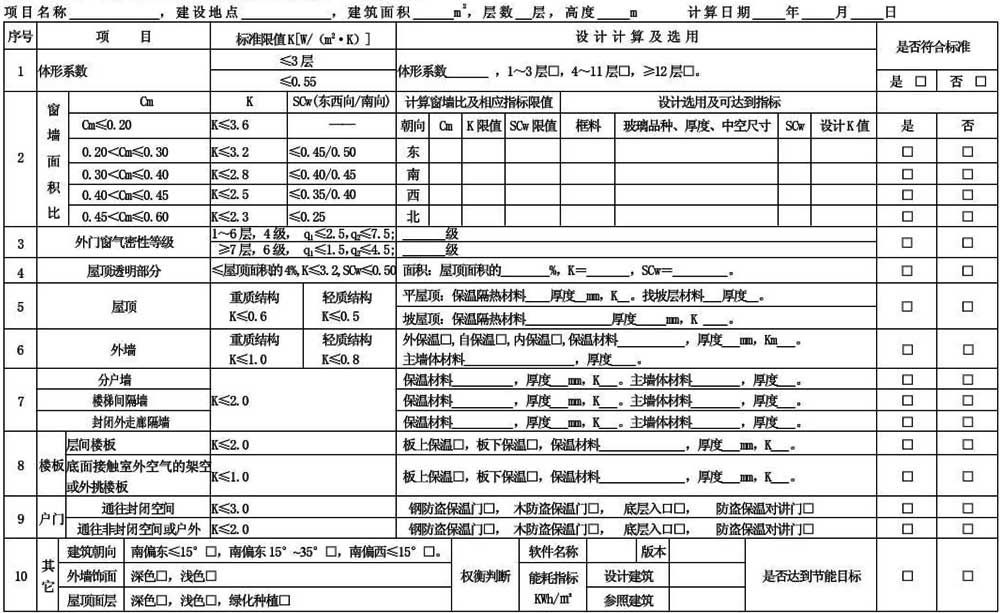 项目名称____________，建设地点____________，建筑面积______m²，层数__层，高度____m 计算日期____年____月____日
序号 项 目 标准限值K[W/（m²·K）] 设 计 计 算 及 选 用 是否符合标准
1 体形系数 ≤3层 体形系数______ ，1～3层□，4～11层□，≥12层□。
≤0.55 是 □ 否 □
2 窗墙面积比 Cm K SCw(东西向/南向) 计算窗墙比及相应指标限值 设计选用及可达到指标
Cm≤0.20 K≤3.6 —— 朝向 Cm K限值 SCw限值 框料 玻璃品种、厚度、中空尺寸 SCw 设计K值 是 否
0.20<Cm≤0.30 K≤3.2 ≤0.45/0.50 东 □ □
0.30<Cm≤0.40 K≤2.8 ≤0.40/0.45 南 □ □
0.40<Cm≤0.45 K≤2.5 ≤0.35/0.40 西 □ □
0.45<Cm≤0.60 K≤2.3 ≤0.25 北 □ □
3 外门窗气密性等级 1～6层，4级， q₁≤2.5,q₂≤7.5; ______级 □ □
≥7层，6级， q₁≤1.5,q₂≤4.5; ______级
4 屋顶透明部分 ≤屋顶面积的4%,K≤3.2,SCw≤0.50 面积：屋顶面积的_______%，K=______，SCw=________。 □ □
5 屋顶 重质结构 K≤0.6 轻质结构 K≤0.5 平屋顶：保温隔热材料____厚度__mm，K__。找坡层材料___厚度__。 □ □
坡屋顶：保温隔热材料____________厚度____mm，K ____。
6 外墙 重质结构 K≤1.0 轻质结构 K≤0.8 外保温□,自保温□,内保温□,保温材料__________，厚度___mm，Km___。 □ □
主墙体材料________________，厚度____。
7 分户墙 K≤2.0 保温材料_________，厚度___mm，K___。主墙体材料_______，厚度___。 □ □
楼梯间隔墙 保温材料_________，厚度___mm，K___。主墙体材料_______，厚度___。 □ □
封闭外走廊隔墙 保温材料_________，厚度___mm，K___。主墙体材料_______，厚度___。 □ □
8 楼板 层间楼板 K≤2.0 板上保温□，板下保温□，保温材料____________，厚度___mm，K___。 □ □
底面接触室外空气的架空
或外挑楼板 K≤1.0 板上保温□，板下保温□，保温材料____________，厚度___mm，K___。 □ □
9 户门 通往封闭空间 K≤3.0 钢防盗保温门□， 木防盗保温门□， 底层入口□， 防盗保温对讲门□ □ □
通往非封闭空间或户外 K≤2.0 钢防盗保温门□， 木防盗保温门□， 底层入口□， 防盗保温对讲门□ □ □
10 其它 建筑朝向 南偏东≤15°□，南偏东15°~35°□，南偏西≤15°□。 权衡判断 软件名称 版本 是否达到节能目标 □ □
外墙饰面 深色□，浅色□ 能耗指标 KWh/m² 设计建筑
屋顶面层 深色□，浅色□，绿化种植□ 参照建筑